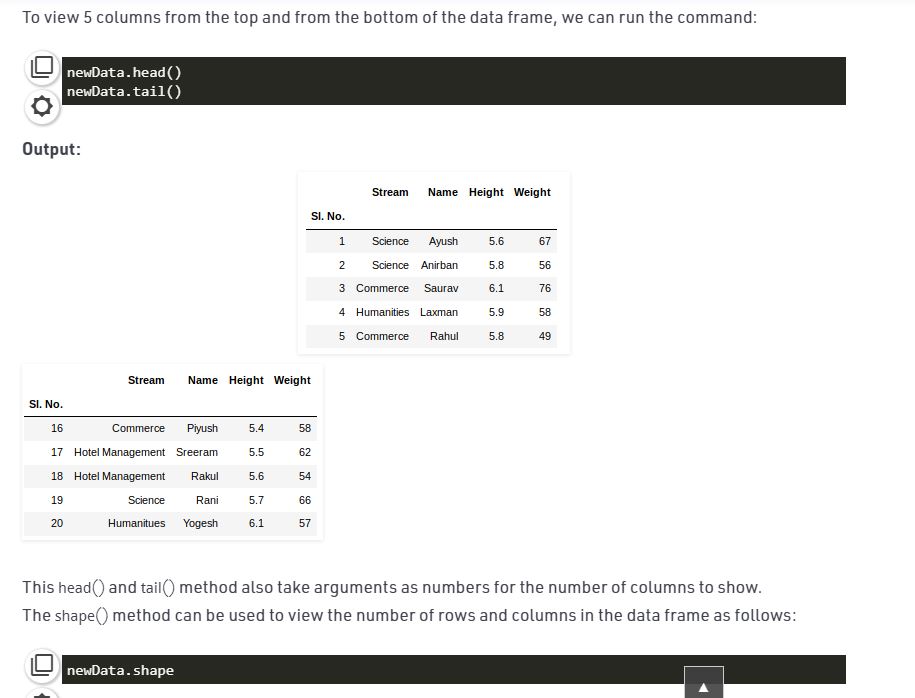 To view 5 columns from the top and from the bottom of the data frame, we can run the command:
newData.head()
newData.tail()
Output:
Stream Name Height Weight
Sl. No.
1 Science Ayush 5.6 67
2 Science Anirban 5.8 56
3 Commerce Saurav 6.1 76
4 Humanities Laxman 5.9 58
5 Commerce Rahul 5.8 49
Stream Name Height Weight
Sl. No.
16 Commerce Piyush 5.4 58
17 Hotel Management Sreeram 5.5 62
18 Hotel Management Rakul 5.6 54
19 Science Rani 5.7 66
20 Humanitues Yogesh 6.1 57
This head() and tail() method also take arguments as numbers for the number of columns to show.
The shape() method can be used to view the number of rows and columns in the data frame as follows:
newData.shape